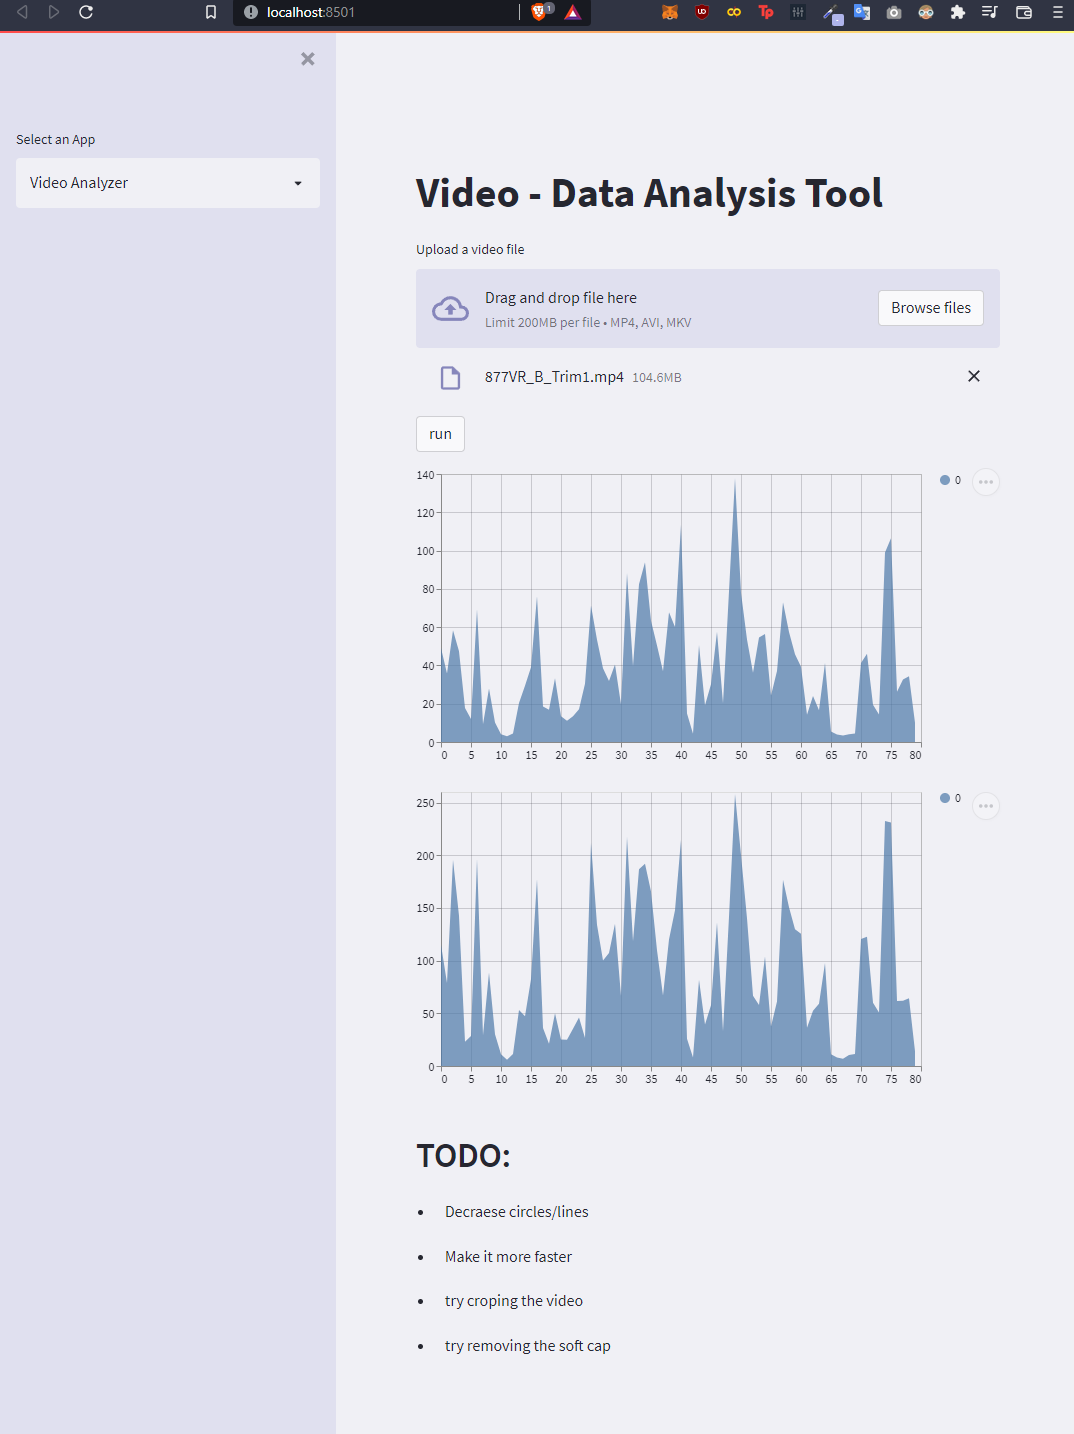 localhost:8501
1
UD
CO
Tp
G
Select an App
Video Analyzer
Video - Data Analysis Tool
Upload a video file
Drag and drop file here
Limit 200MB per file • MP4, AVI, MKV
Browse files
877VR_B_Trim1.mp4 104.6MB
run
140
120
100
80
60
40
20
0
0 5 10 15 20 25 30 35 40 45 50 55 60 65 70 75 80
0
250
200
150
100
50
0
0 5 10 15 20 25 30 35 40 45 50 55 60 65 70 75 80
0
TODO:
• Decraese circles/lines
• Make it more faster
• try croping the video
• try removing the soft cap